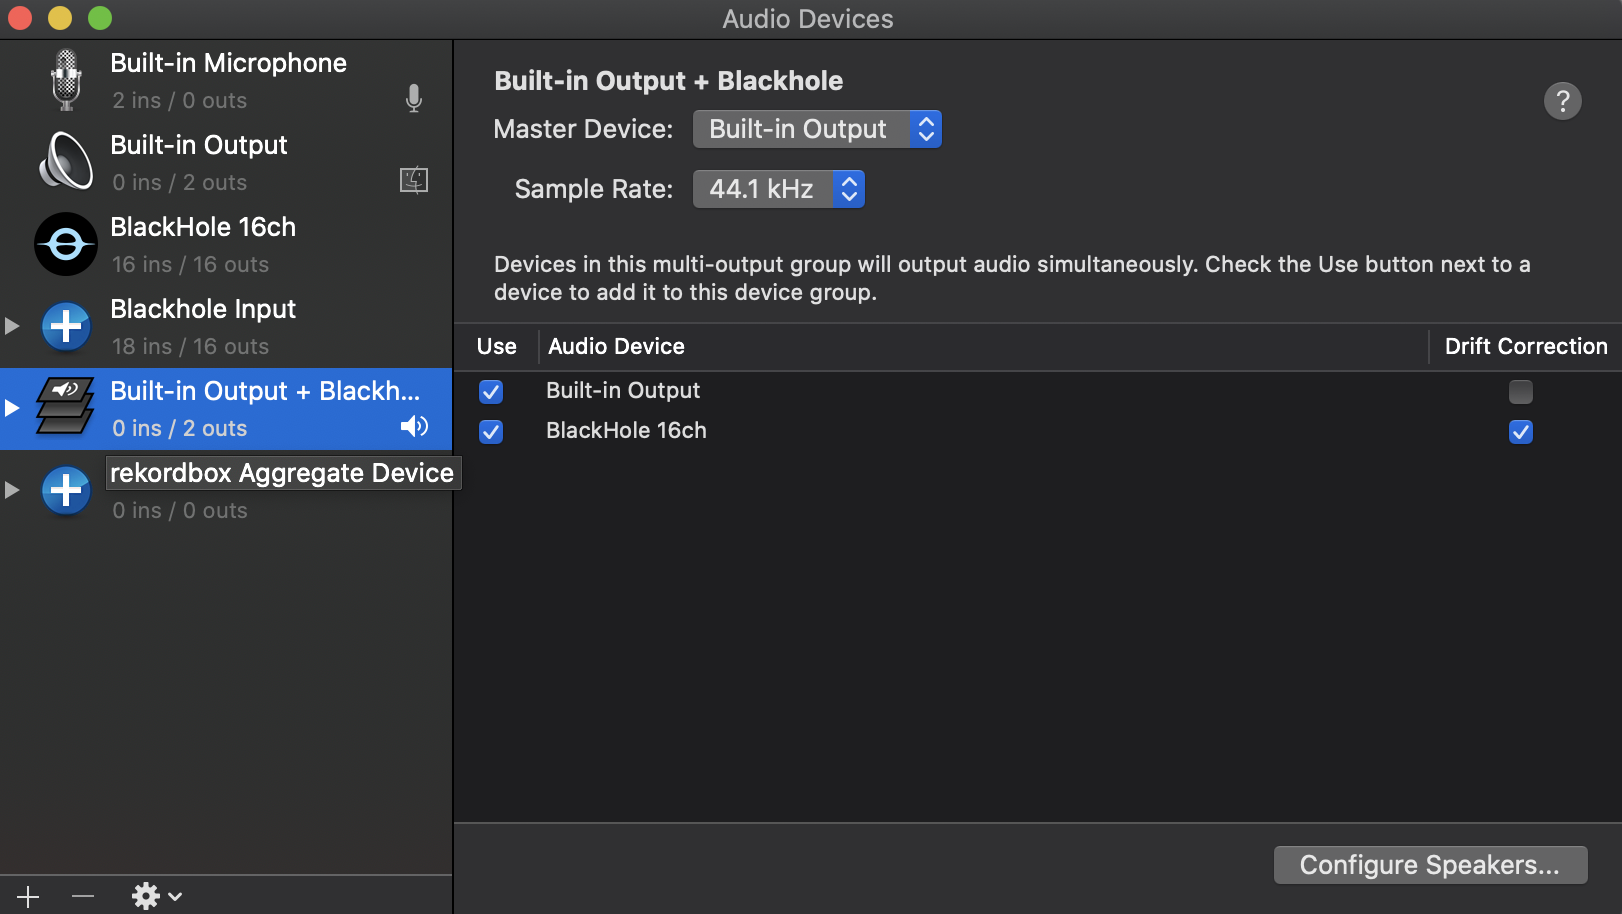 Audio Devices
Built-in Microphone
2 ins / 0 outs
Built-in Output
0 ins / 2 outs
BlackHole 16ch
16 ins / 16 outs
Blackhole Input
18 ins / 16 outs
Built-in Output + Blackh...
0 ins / 2 outs
rekordbox Aggregate Device
0 ins / 0 outs
Built-in Output + Blackhole
?
Master Device: Built-in Output
Sample Rate: 44.1 kHz
Devices in this multi-output group will output audio simultaneously. Check the Use button next to a
device to add it to this device group.
Use Audio Device Drift Correction
Built-in Output
BlackHole 16ch
Configure Speakers...